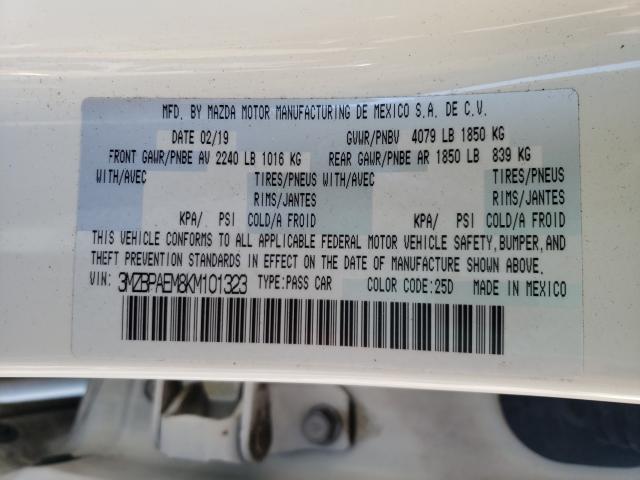 MFD. BY MAZDA MOTOR MANUFACTURING DE MEXICO S.A. DE C.V.
DATE 02/19 GVWR/PNBV 4079 LB 1850 KG
FRONT GAWR/PNBE AV 2240 LB 1016 KG REAR GAWR/PNBE AR 1850 LB 839 KG
WITH/AVEC TIRES/PNEUS WITH/AVEC TIRES/PNEUS
RIMS/JANTES RIMS/JANTES
KPA/ PSI COLD/A FROID KPA/ PSI COLD/A FROID
THIS VEHICLE CONFORMS TO ALL APPLICABLE FEDERAL MOTOR VEHICLE SAFETY, BUMPER, AND
THEFT PREVENTION STANDARDS IN EFFECT ON THE DATE OF MANUFACTURE SHOWN ABOVE.
VIN: 3MZBPAEM8KM101323 TYPE:PASS CAR COLOR CODE:25D MADE IN MEXICO